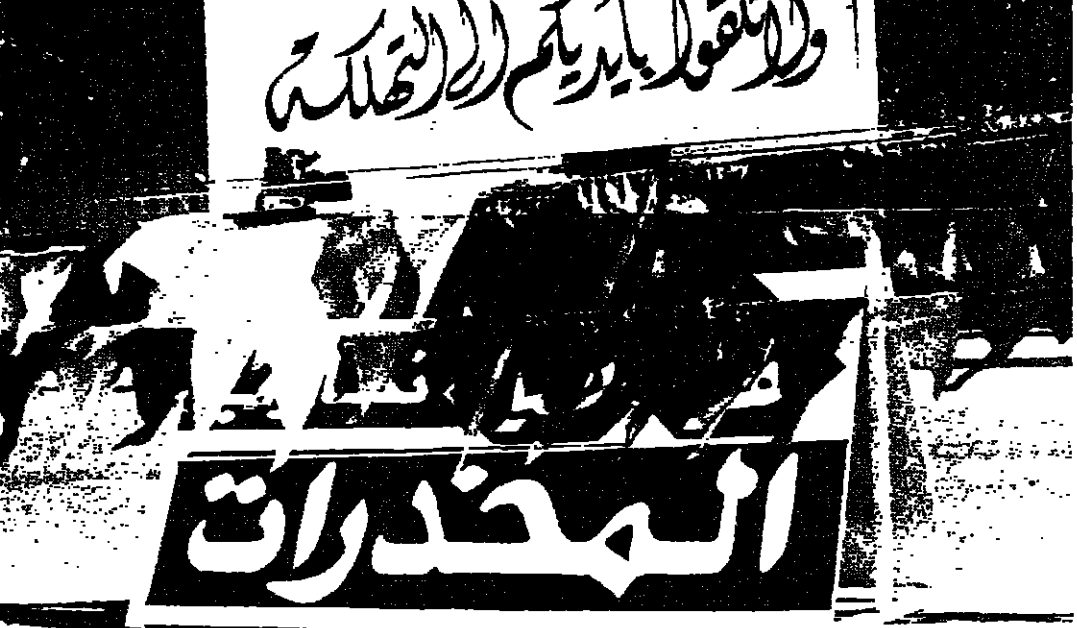 ولا تلقوا بأيديكم إلى التهلكة
المخدرات